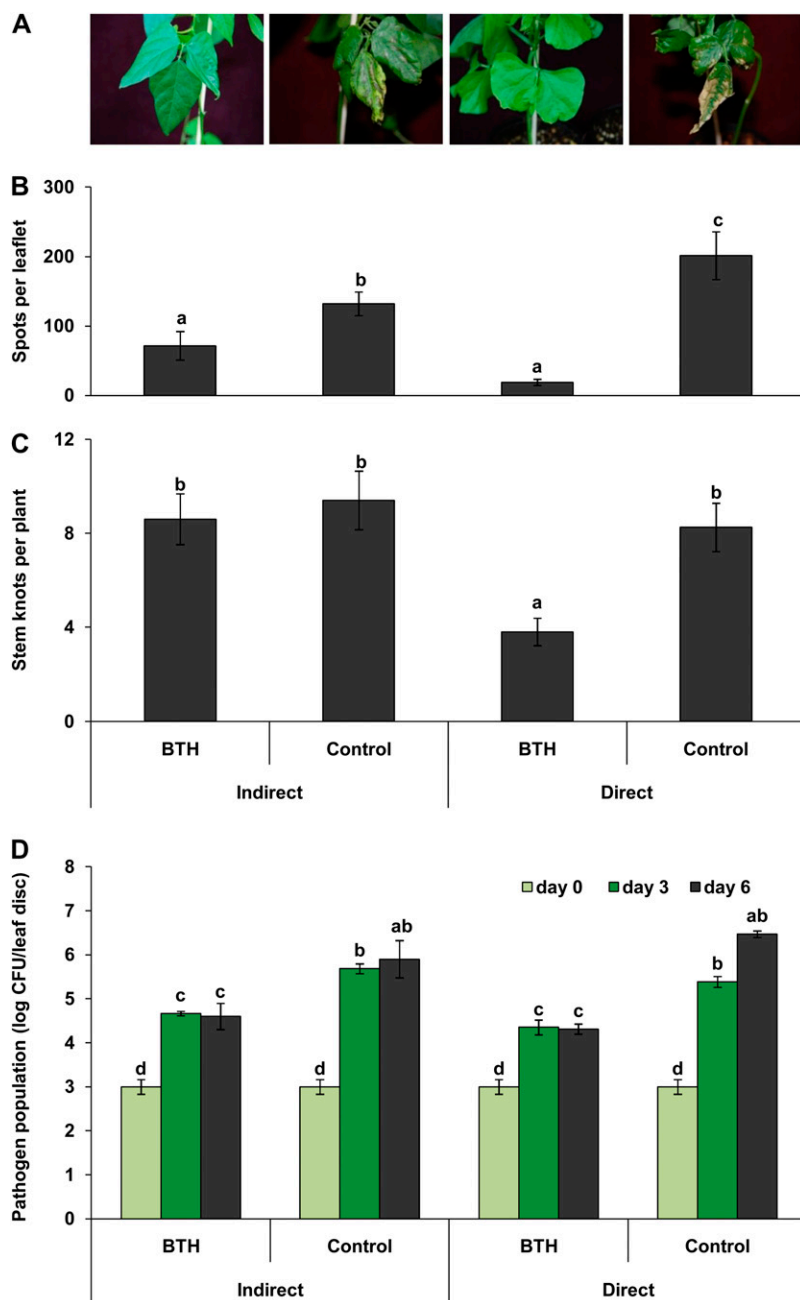 A
B
Spots per leaflet
300
200
100
0
a
b
a
c
C
Stem knots per plant
12
8
4
0
b
b
a
b
BTH Control BTH Control
Indirect Direct
D
Pathogen population (log CFU/leaf disc)
8
7
6
5
4
3
2
1
0
day 0 day 3 day 6
d c c d b ab d c c d b ab
BTH Control BTH Control
Indirect Direct